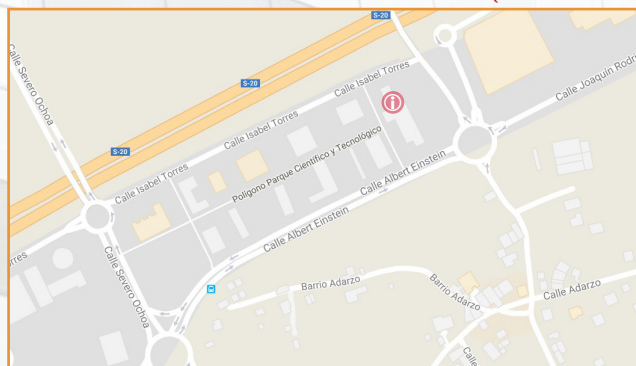 S-20
Calle Severo Ochoa
S-20
Calle Isabel Torres
Calle Joaquín Rodr
S-20
Calle Isabel Torres
Polígono Parque Científico y Tecnológico
Calle Isabel Torres
Calle Albert Einstein
Calle Albert Einstein
rres
Calle Severo Ochoa
Barrio Adarzo
Barrio Adarzo
Calle Adarzo
Calle